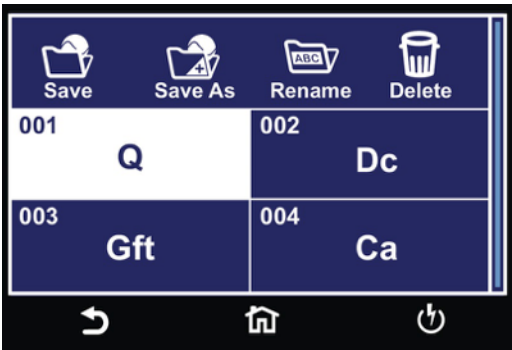 Save Save As Rename Delete
ABC
001 002
Q Dc
003 004
Gft Ca